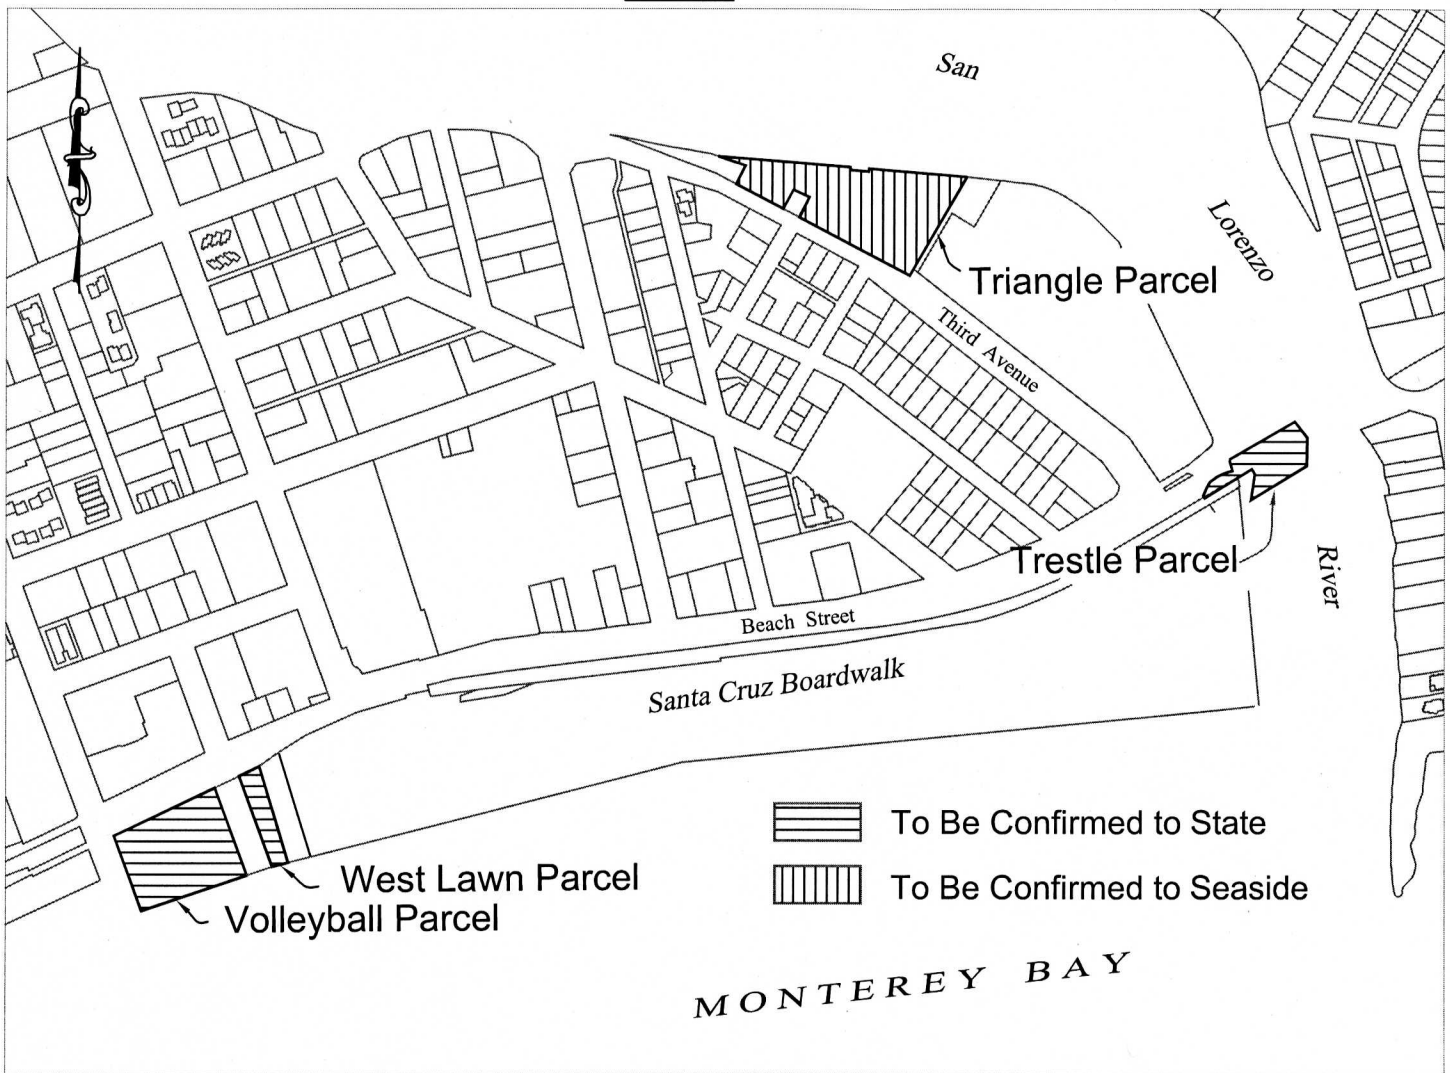 San
Lorenzo
Triangle Parcel
Third Avenue
Trestle Parcel
River
Beach Street
Santa Cruz Boardwalk
To Be Confirmed to State
West Lawn Parcel
To Be Confirmed to Seaside
Volleyball Parcel
MONTEREY BAY